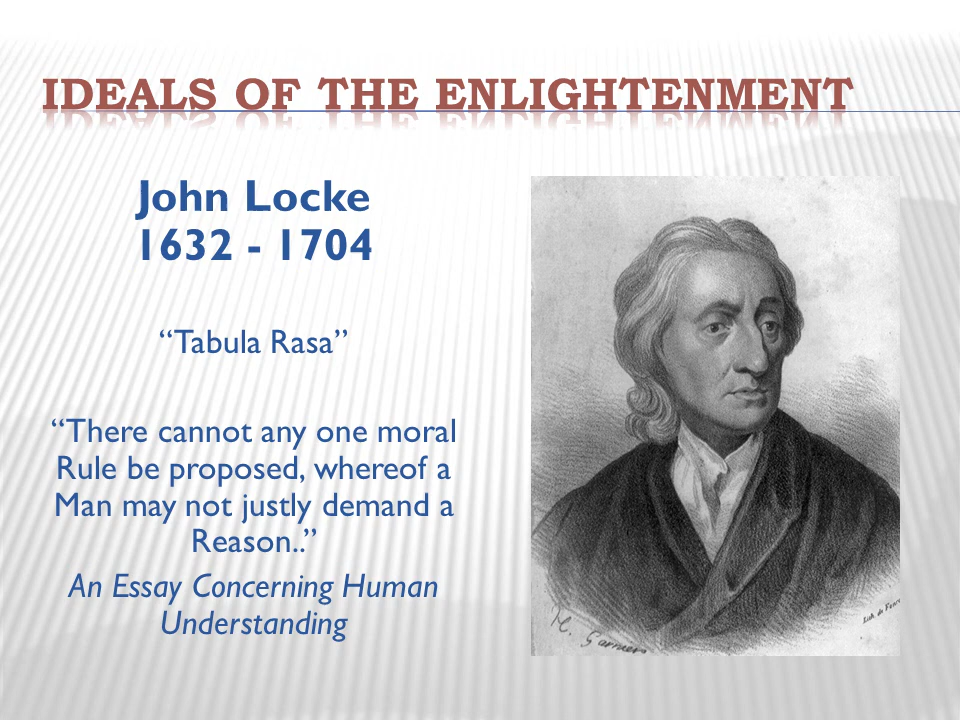 IDEALS OF THE ENLIGHTENMENT
John Locke
1632 - 1704
“Tabula Rasa”
“There cannot any one moral
Rule be proposed, whereof a
Man may not justly demand a
Reason..”
An Essay Concerning Human
Understanding
H. Garnier